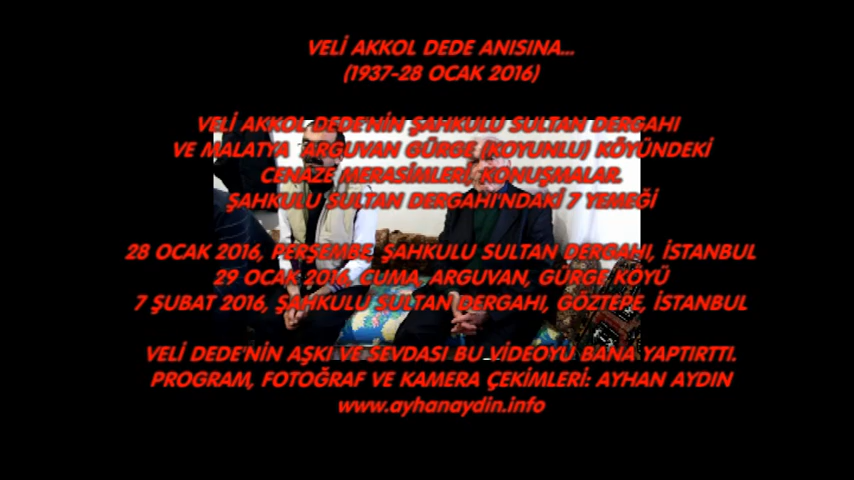 VELİ AKKOL DEDE ANISINA...
(1937-28 OCAK 2016)
VELİ AKKOL DEDE'NİN ŞAHKULU SULTAN DERGAHI
VE MALATYA ARGUVAN GÜRGE (KOYUNLU) KÖYÜNDEKİ
CENAZE MERASİMLERİ, KONUŞMALAR.
ŞAHKULU SULTAN DERGAHI'NDAKİ 7 YEMEĞİ
28 OCAK 2016, PERŞEMBE, ŞAHKULU SULTAN DERGAHI, İSTANBUL
29 OCAK 2016, CUMA, ARGUVAN, GÜRGE KÖYÜ
7 ŞUBAT 2016, ŞAHKULU SULTAN DERGAHI, GÖZTEPE, İSTANBUL
VELİ DEDE'NİN AŞKI VE SEVDASI BU VİDEOYU BANA YAPTIRTTI.
PROGRAM, FOTOĞRAF VE KAMERA ÇEKİMLERİ: AYHAN AYDIN
www.ayhanaydin.info